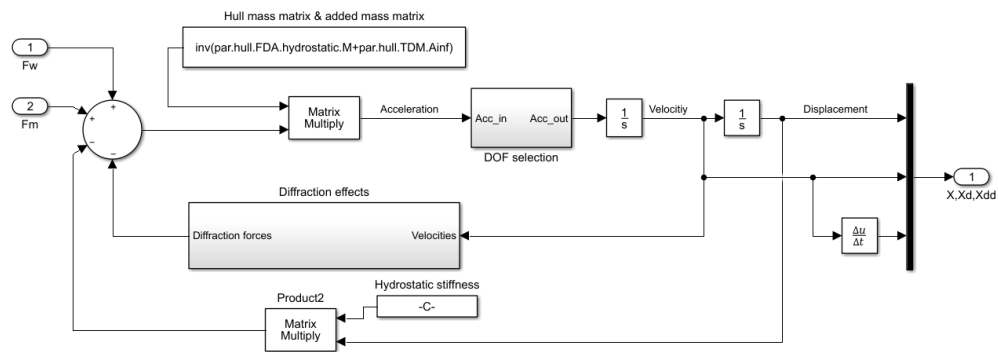 Hull mass matrix & added mass matrix
1
Fw
inv(par.hull.FDA.hydrostatic.M+par.hull.TDM.Ainf)
2
Fm
+
+
−
−
Matrix
Multiply
Acceleration
Acc_in
Acc_out
DOF selection
1
s
Velocitiy
1
s
Displacement
1
X,Xd,Xdd
Diffraction effects
Diffraction forces
Velocities
Δu
Δt
Hydrostatic stiffness
-C-
Product2
Matrix
Multiply